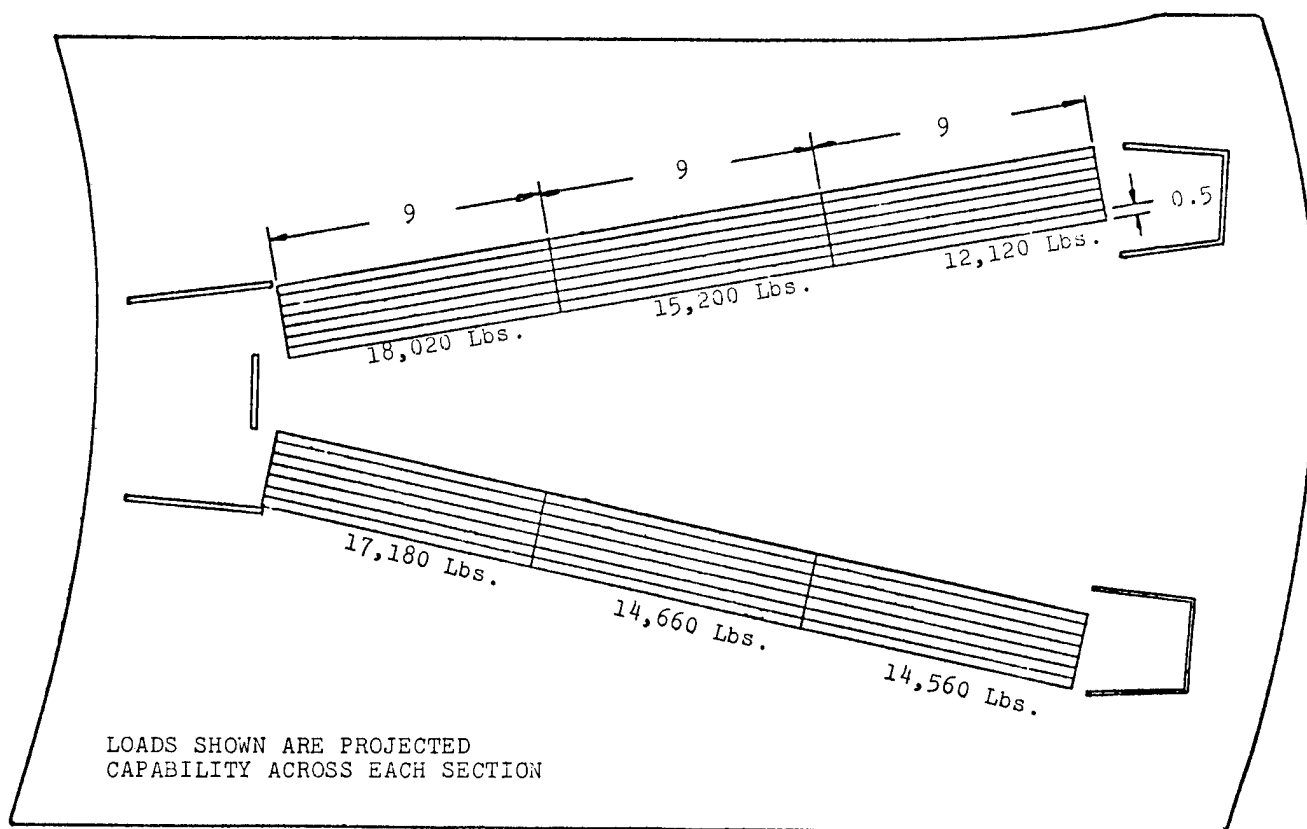 9
9
9
0.5
12,120 Lbs.
15,200 Lbs.
18,020 Lbs.
17,180 Lbs.
14,660 Lbs.
14,560 Lbs.
LOADS SHOWN ARE PROJECTED
CAPABILITY ACROSS EACH SECTION